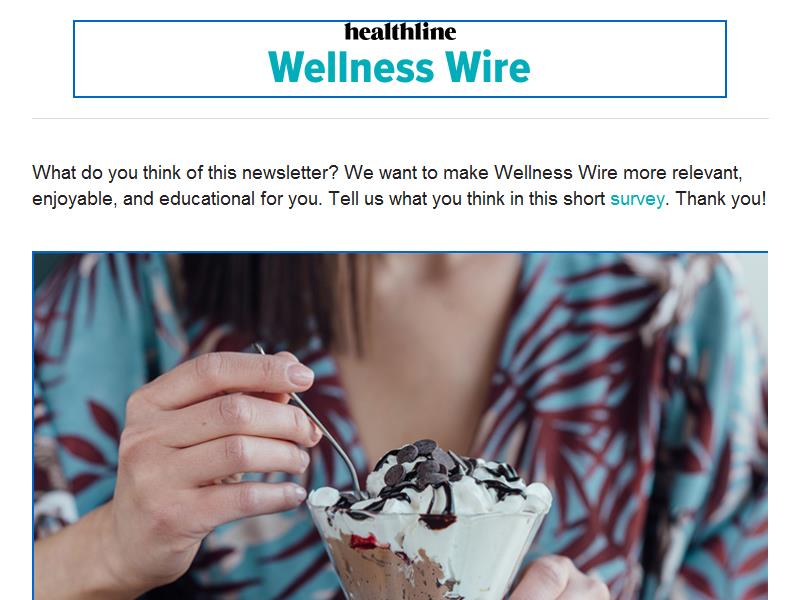 healthline
Wellness Wire
What do you think of this newsletter? We want to make Wellness Wire more relevant,
enjoyable, and educational for you. Tell us what you think in this short survey. Thank you!